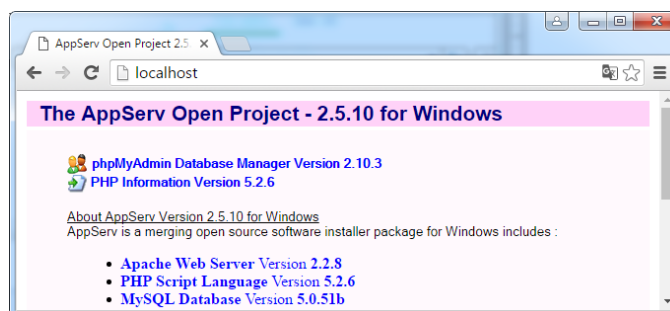 AppServ Open Project 2.5
localhost
The AppServ Open Project - 2.5.10 for Windows
phpMyAdmin Database Manager Version 2.10.3
PHP Information Version 5.2.6
About AppServ Version 2.5.10 for Windows
AppServ is a merging open source software installer package for Windows includes :
Apache Web Server Version 2.2.8
PHP Script Language Version 5.2.6
MySQL Database Version 5.0.51b